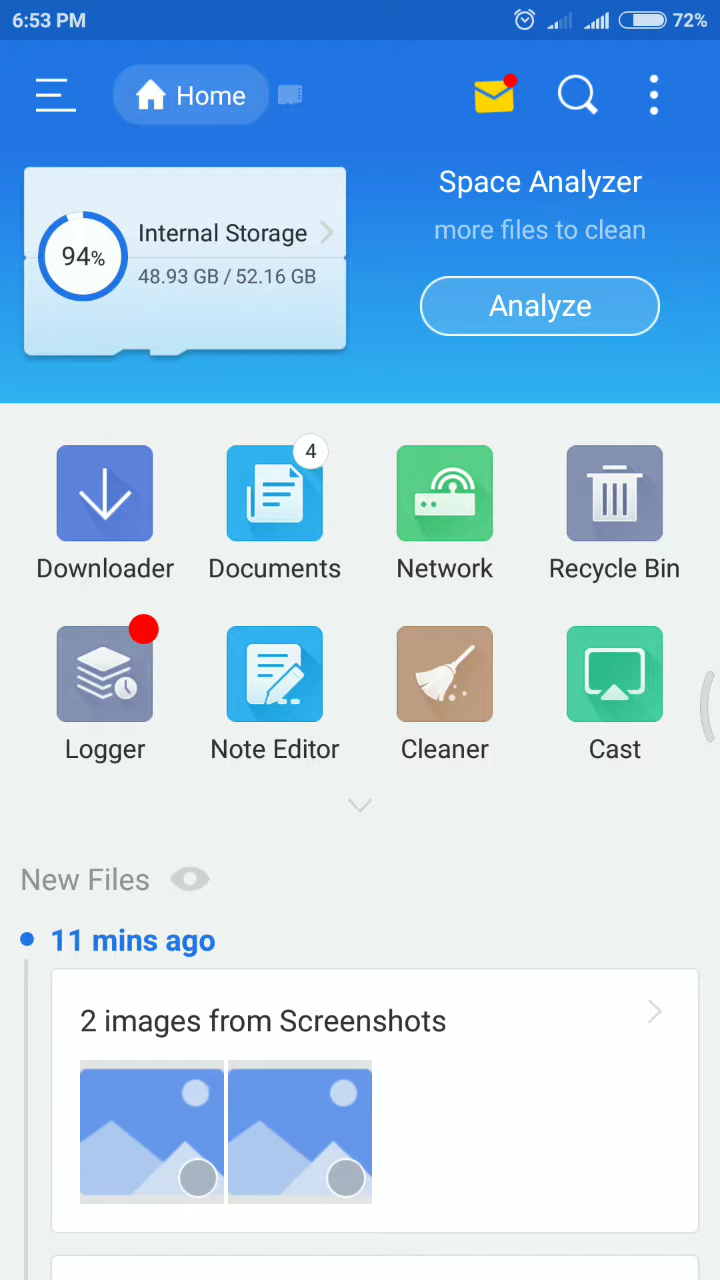 6:53 PM
72%
Home
Space Analyzer
more files to clean
Analyze
94%
Internal Storage
48.93 GB / 52.16 GB
4
Downloader
Documents
Network
Recycle Bin
Logger
Note Editor
Cleaner
Cast
New Files
11 mins ago
2 images from Screenshots